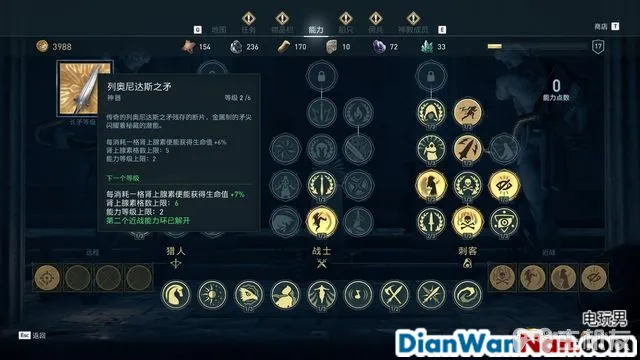 G 地图 任务 物品栏 能力 船只 佣兵 神教成员 E
商店 T
3988 154 236 170 10 72 33 17
0
能力点数
长矛等级
列奥尼达斯之矛
神器 等级 2/6
传奇的列奥尼达斯之矛残存的断片，金属制的矛尖
闪耀着秘藏的潜能。
每消耗一格肾上腺素便能获得生命值 +6%
肾上腺素格数上限：5
能力等级上限：2
下一个等级
每消耗一格肾上腺素便能获得生命值 +7%
肾上腺素格数上限：6
能力等级上限：2
第二个近战能力环已解开
远程 猎人 战士 刺客 近战
Esc 返回
电玩男
DianWanNan.com